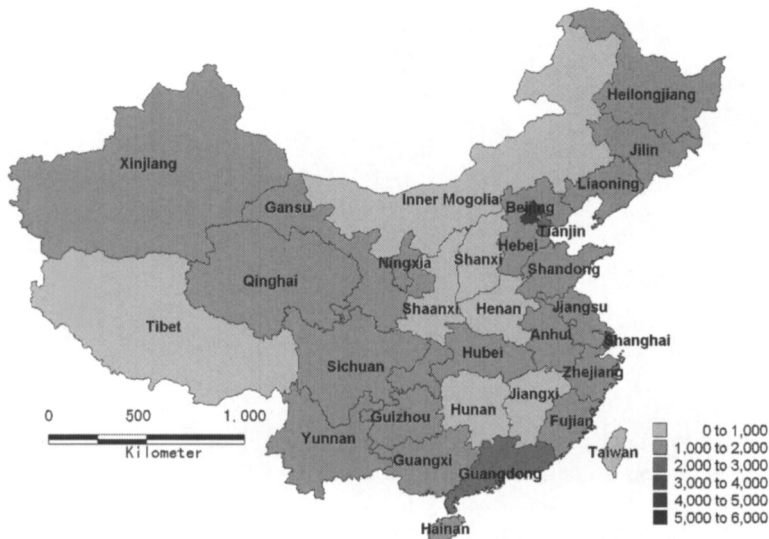 Heilongjiang
Jilin
Xinjiang
Liaoning
Inner Mogolia
Gansu
Beijing
Tianjin
Hebei
Ningxia
Shanxi
Shandong
Qinghai
Shaanxi
Henan
Jiangsu
Tibet
Anhui
Shanghai
Hubei
Sichuan
Zhejiang
Jiangxi
Hunan
0 500 1.000
Kilometer
Guizhou
Fujian
Yunnan
Guangxi
Guangdong
Taiwan
Hainan
0 to 1,000
1,000 to 2,000
2,000 to 3,000
3,000 to 4,000
4,000 to 5,000
5,000 to 6,000